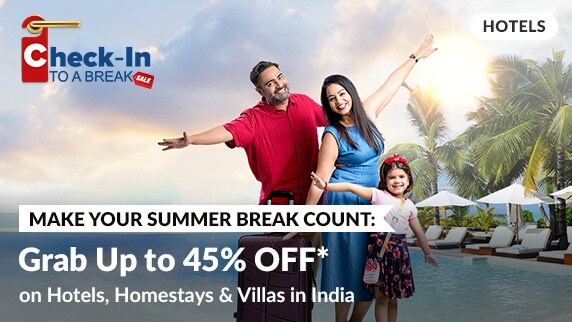 HOTELS
Check-In
TO A BREAK
SALE
MAKE YOUR SUMMER BREAK COUNT:
Grab Up to 45% OFF*
on Hotels, Homestays & Villas in India